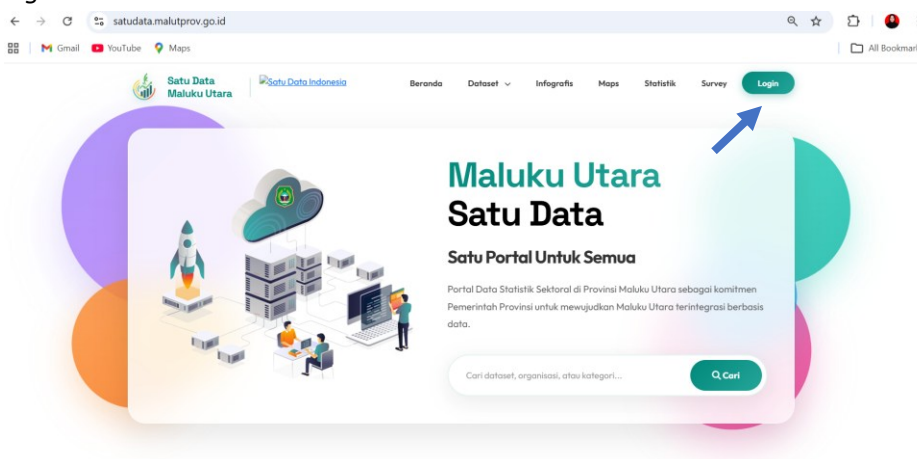 satudata.malutprov.go.id
Gmail YouTube Maps All Bookmar
Satu Data
Maluku Utara
Satu Data Indonesia
Beranda Dataset Infografis Maps Statistik Survey Login
Maluku Utara
Satu Data
Satu Portal Untuk Semua
Portal Data Statistik Sektoral di Provinsi Maluku Utara sebagai komitmen
Pemerintah Provinsi untuk mewujudkan Maluku Utara terintegrasi berbasis
data.
Cari dataset, organisasi, atau kategori... Cari